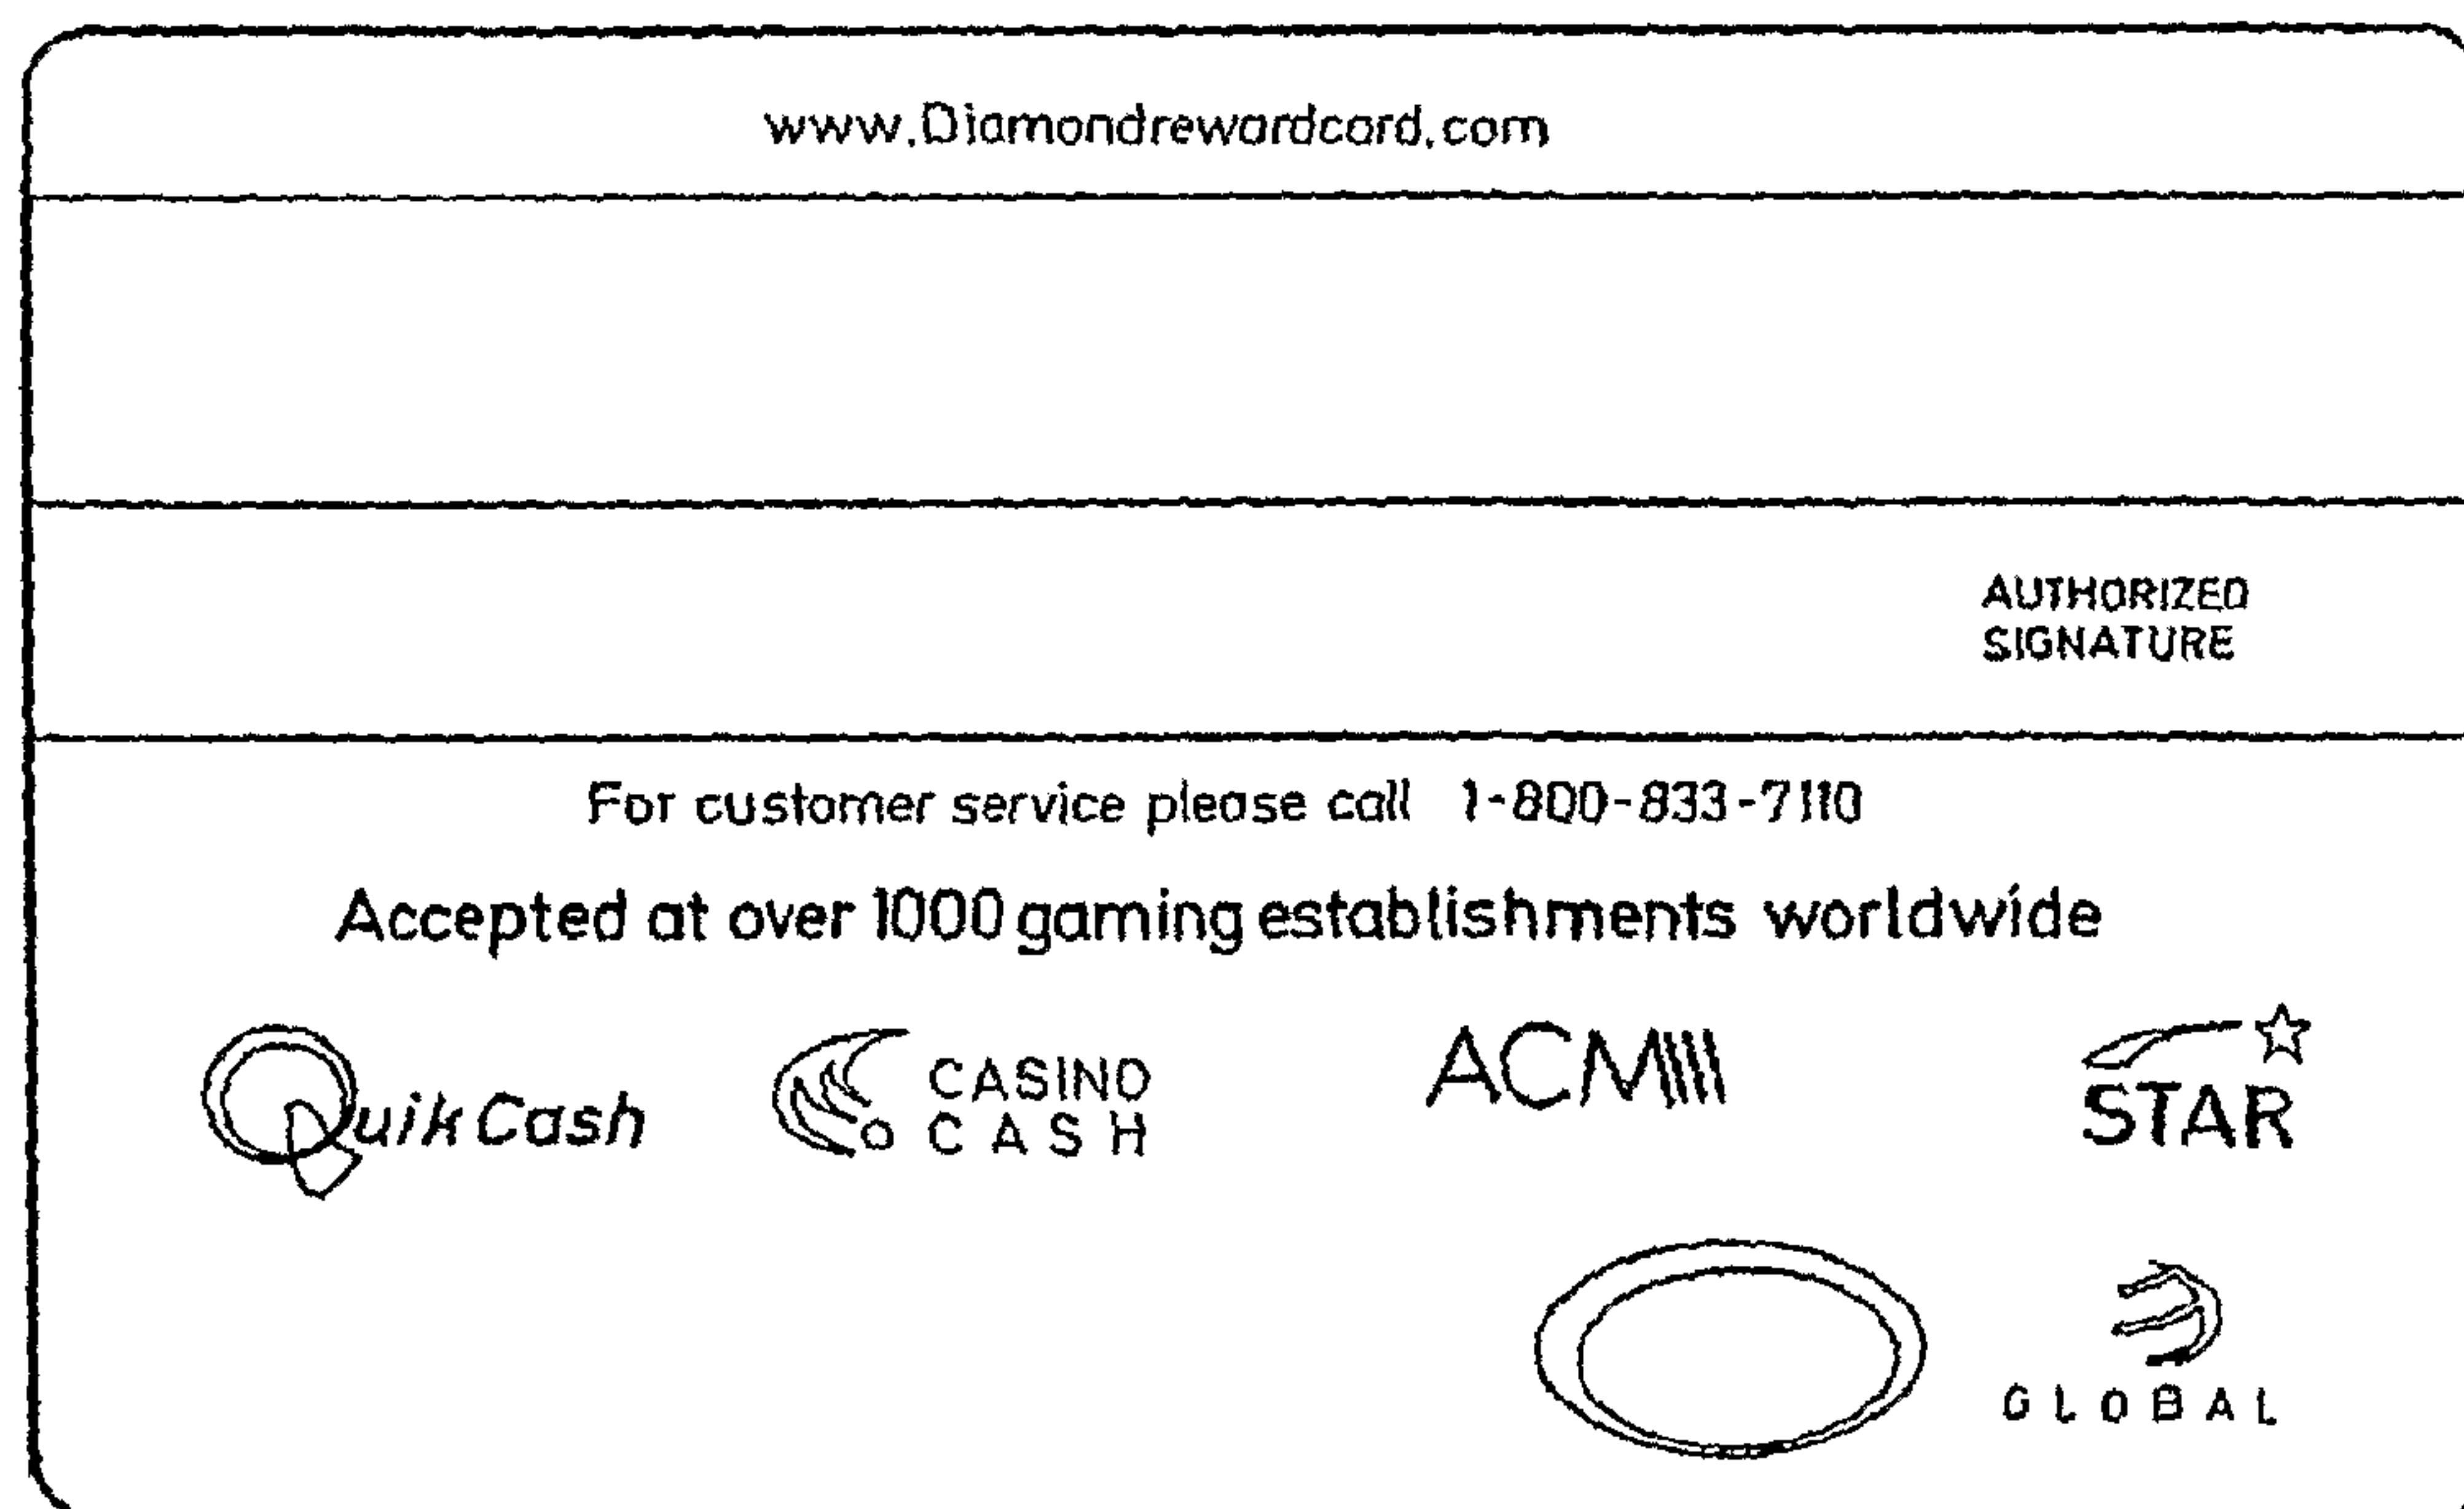 www.Diamondrewardcard.com
AUTHORIZED
SIGNATURE
For customer service please call 1-800-833-7110
Accepted at over 1000 gaming establishments worldwide
QuikCash
CASINO
CASH
ACM
STAR
GLOBAL